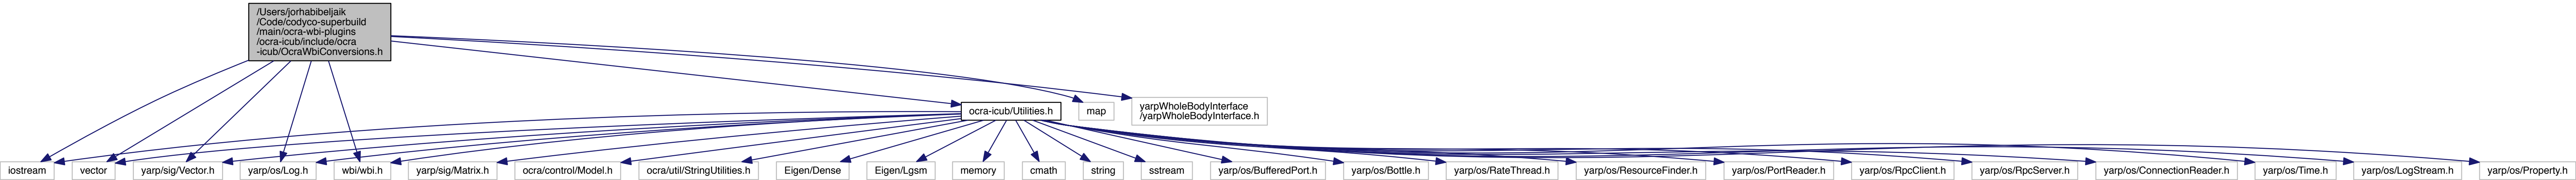 /Users/jorhabibeljaik
/Code/codyco-superbuild
/main/ocra-wbi-plugins
/ocra-icub/include/ocra
-icub/OcraWbiConversions.h
ocra-icub/Utilities.h
map
yarpWholeBodyInterface
/yarpWholeBodyInterface.h
iostream
vector
yarp/sig/Vector.h
yarp/os/Log.h
wbi/wbi.h
yarp/sig/Matrix.h
ocra/control/Model.h
ocra/util/StringUtilities.h
Eigen/Dense
Eigen/Lgsm
memory
cmath
string
sstream
yarp/os/BufferedPort.h
yarp/os/Bottle.h
yarp/os/RateThread.h
yarp/os/ResourceFinder.h
yarp/os/PortReader.h
yarp/os/RpcClient.h
yarp/os/RpcServer.h
yarp/os/ConnectionReader.h
yarp/os/Time.h
yarp/os/LogStream.h
yarp/os/Property.h